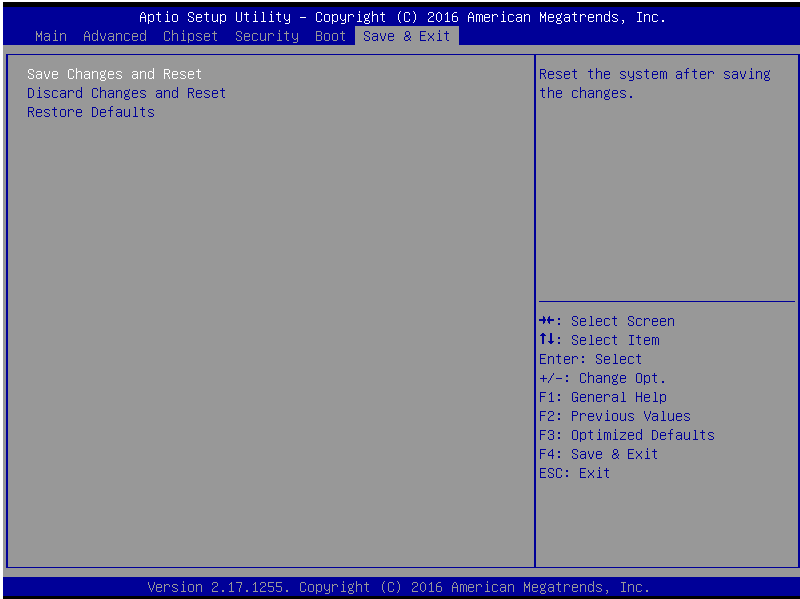 Aptio Setup Utility – Copyright (C) 2016 American Megatrends, Inc.
Main Advanced Chipset Security Boot Save & Exit
Save Changes and Reset
Discard Changes and Reset
Restore Defaults
Reset the system after saving
the changes.
→←: Select Screen
↑↓: Select Item
Enter: Select
+/-: Change Opt.
F1: General Help
F2: Previous Values
F3: Optimized Defaults
F4: Save & Exit
ESC: Exit
Version 2.17.1255. Copyright (C) 2016 American Megatrends, Inc.